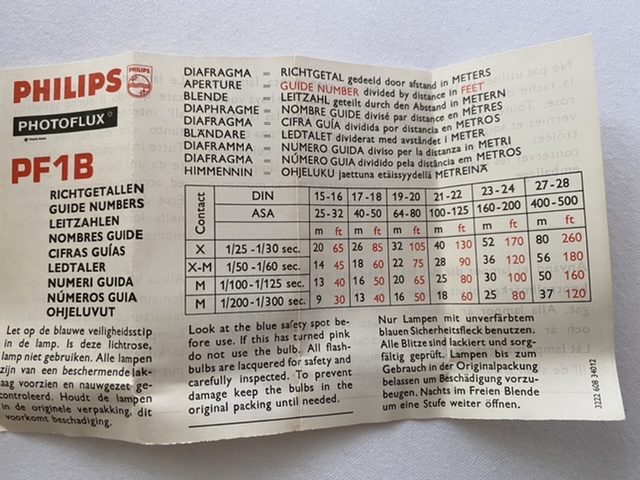 PHILIPS
PHILIPS
PHOTOFLUX
PF1B
RICHTGETALLEN
GUIDE NUMBERS
LEITZAHLEN
NOMBRES GUIDE
CIFRAS GUÍAS
LEDTALER
NUMERI GUIDA
NÚMEROS GUIA
OHJELUVUT
DIAFRAGMA = RICHTGETAL gedeeld door afstand in METERS
APERTURE = GUIDE NUMBER divided by distance in FEET
BLENDE = LEITZAHL geteilt durch den Abstand in METERN
DIAPHRAGME = NOMBRE GUIDE divisé par distance en MÈTRES
DIAFRAGMA = CIFRA GUÍA dividida por distancia en METROS
BLÄNDARE = LEDTALET dividerat med avståndet i METER
DIAFRAMMA = NUMERO GUIDA diviso per la distanza in METRI
DIAFRAGMA = NÚMERO GUIA dividido pela distância em METROS
HIMMENNIN = OHJELUKU jaettuna etäissyydellä METREINÄ
Contact DIN 15-16 17-18 19-20 21-22 23-24 27-28
ASA 25-32 40-50 64-80 100-125 160-200 400-500
m ft m ft m ft m ft m ft m ft
X 1/25 -1/30 sec. 20 65 26 85 32 105 40 130 52 170 80 260
X-M 1/50 -1/60 sec. 14 45 18 60 22 75 28 90 36 120 56 180
M 1/100-1/125 sec. 13 40 16 50 20 65 25 80 30 100 50 160
M 1/200-1/300 sec. 9 30 13 40 16 50 18 60 25 80 37 120
Let op de blauwe veiligheidsstip
in de lamp. Is deze lichtrose,
lamp niet gebruiken. Alle lampen
zijn van een beschermende lak-
laag voorzien en nauwgezet ge-
controleerd. Houdt de lampen
in de originele verpakking, dit
voorkomt beschadiging.
Look at the blue safety spot be-
fore use. If this has turned pink
do not use the bulb. All flash-
bulbs are lacquered for safety and
carefully inspected. To prevent
damage keep the bulbs in the
original packing until needed.
Nur Lampen mit unverfärbtem
blauen Sicherheitsfleck benutzen.
Alle Blitze sind lackiert und sorg-
fältig geprüft. Lampen bis zum
Gebrauch in der Originalpackung
belassen um Beschädigung vorzu-
beugen. Nachts im Freien Blende
um eine Stufe weiter öffnen.
3222 608 34012